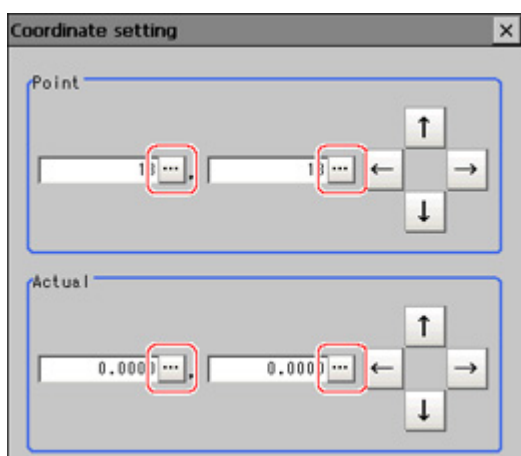 Coordinate setting
Point
...
...
← → ↑ ↓
Actual
0.0000 ... , 0.0000 ...
← → ↑ ↓